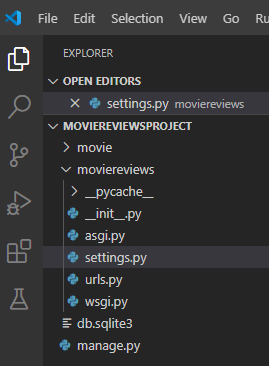 File Edit Selection View Go Run
EXPLORER
OPEN EDITORS
settings.py moviereviews
MOVIEREVIEWSPROJECT
movie
moviereviews
__pycache__
__init__.py
asgi.py
settings.py
urls.py
wsgi.py
db.sqlite3
manage.py